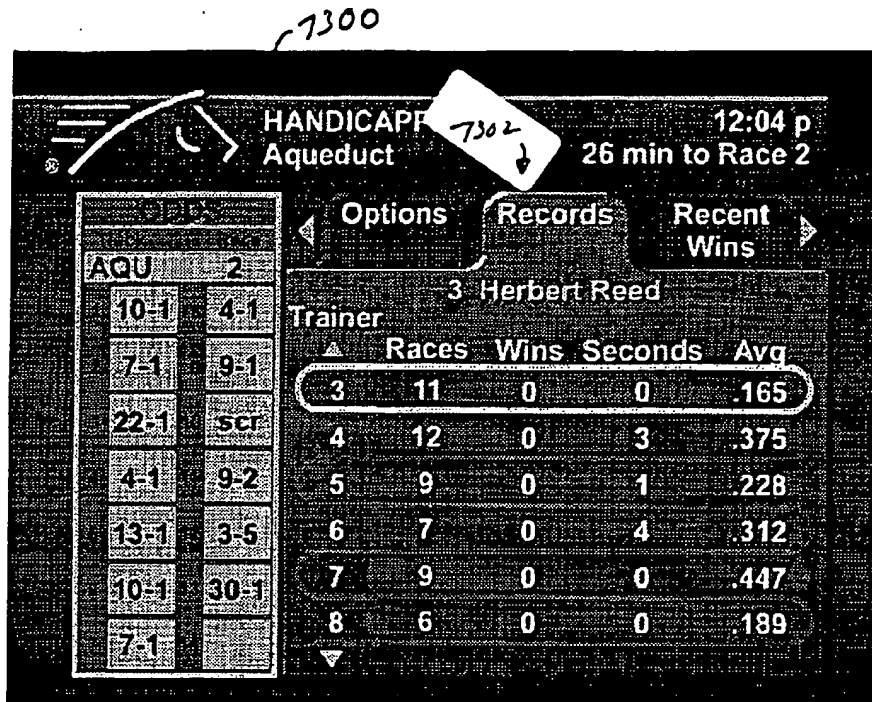 7300
HANDICAPP
7302
12:04 p
®
Aqueduct
26 min to Race 2
Options
Records
Recent
Wins
ODDS
AQU 2
10-1 4-1
7-1 9-1
22-1 scr
4-1 9-2
13-1 3-5
10-1 30-1
7-1
3 Herbert Reed
Trainer
Races Wins Seconds Avg
3 11 0 0 .165
4 12 0 3 .375
5 9 0 1 .228
6 7 0 4 .312
7 9 0 0 .447
8 6 0 0 .189